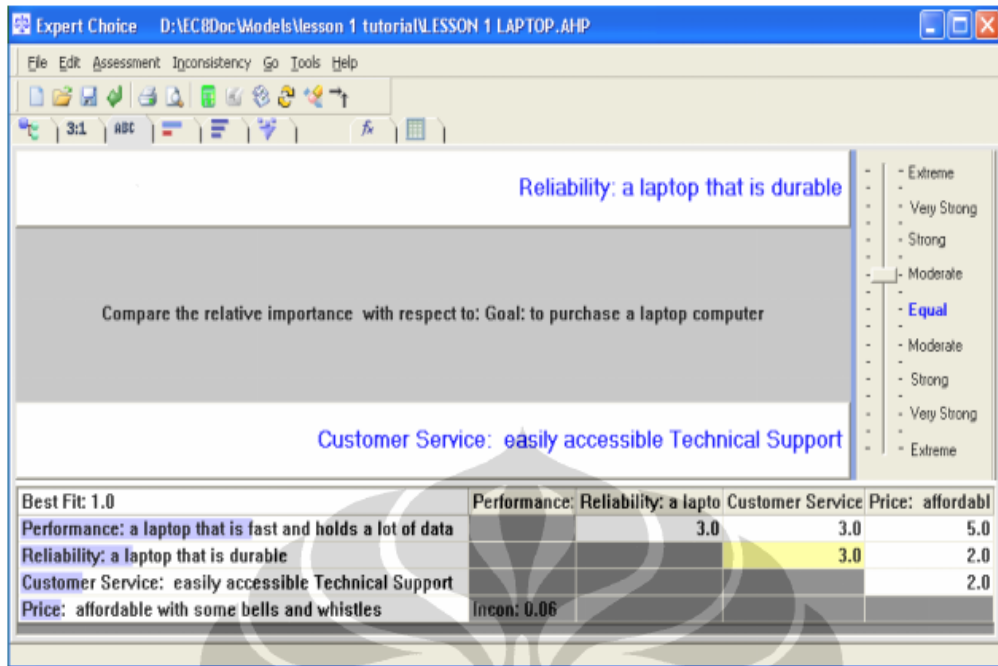 Expert Choice D:\EC8Doc\Models\lesson 1 tutorial\LESSON 1 LAPTOP.AHP
File Edit Assessment Inconsistency Go Tools Help
3:1 ABC fx
Reliability: a laptop that is durable
Compare the relative importance with respect to: Goal: to purchase a laptop computer
Customer Service: easily accessible Technical Support
Extreme
Very Strong
Strong
Moderate
Equal
Moderate
Strong
Very Strong
Extreme
Best Fit: 1.0 Performance: Reliability: a lapto Customer Service Price: affordabl
Performance: a laptop that is fast and holds a lot of data 3.0 3.0 5.0
Reliability: a laptop that is durable 3.0 2.0
Customer Service: easily accessible Technical Support 2.0
Price: affordable with some bells and whistles Incon: 0.06